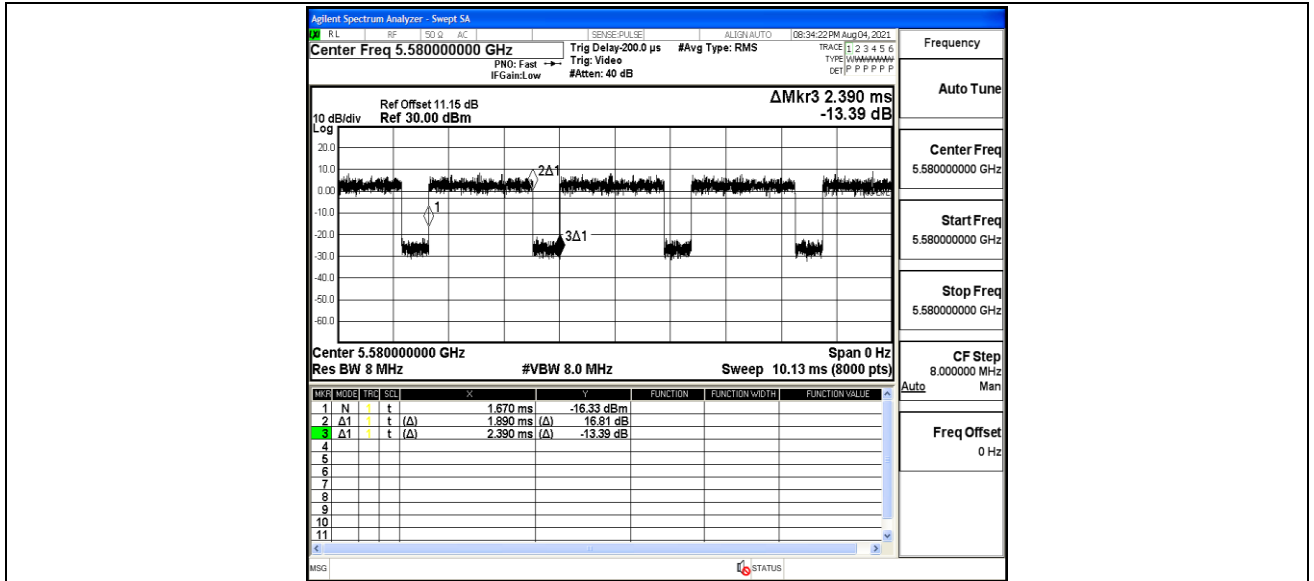 Agilent Spectrum Analyzer - Swept SA
LXI RL RF 50 Ω AC SENSE:PULSE ALIGN AUTO 08:34:22 PM Aug 04, 2021
Center Freq 5.580000000 GHz
PNO: Fast
IFGain:Low
Trig Delay-200.0 µs
Trig: Video
#Atten: 40 dB
#Avg Type: RMS
TRACE 1 2 3 4 5 6
TYPE
DET P P P P P P
Ref Offset 11.15 dB
10 dB/div Ref 30.00 dBm
Log
ΔMkr3 2.390 ms
-13.39 dB
20.0
10.0
0.00
-10.0
-20.0
-30.0
-40.0
-50.0
-60.0
1
2Δ1
3Δ1
Center 5.580000000 GHz Span 0 Hz
Res BW 8 MHz #VBW 8.0 MHz Sweep 10.13 ms (8000 pts)
MKR MODE TRC SCL X Y FUNCTION FUNCTION WIDTH FUNCTION VALUE
1 N 1 t 1.670 ms -16.33 dBm
2 Δ1 1 t (Δ) 1.890 ms (Δ) 16.81 dB
3 Δ1 1 t (Δ) 2.390 ms (Δ) -13.39 dB
4
5
6
7
8
9
10
11
MSG STATUS
Frequency
Auto Tune
Center Freq
5.580000000 GHz
Start Freq
5.580000000 GHz
Stop Freq
5.580000000 GHz
CF Step
8.000000 MHz
Auto Man
Freq Offset
0 Hz